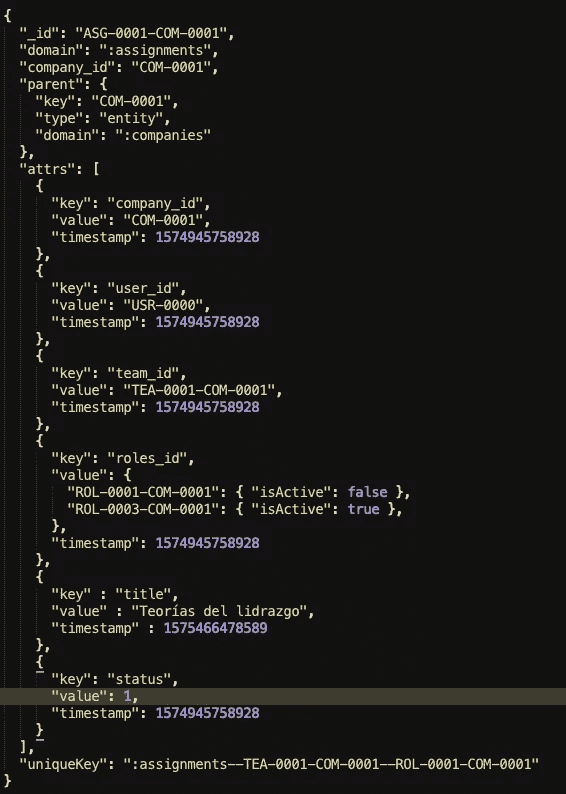 {
"_id": "ASG-0001-COM-0001",
"domain": ":assignments",
"company_id": "COM-0001",
"parent": {
"key": "COM-0001",
"type": "entity",
"domain": ":companies"
},
"attrs": [
{
"key": "company_id",
"value": "COM-0001",
"timestamp": 1574945758928
},
{
"key": "user_id",
"value": "USR-0000",
"timestamp": 1574945758928
},
{
"key": "team_id",
"value": "TEA-0001-COM-0001",
"timestamp": 1574945758928
},
{
"key": "roles_id",
"value": {
"ROL-0001-COM-0001": { "isActive": false },
"ROL-0003-COM-0001": { "isActive": true },
},
"timestamp": 1574945758928
},
{
"key" : "title",
"value" : "Teorías del lidrazgo",
"timestamp" : 1575466478589
},
{
"key": "status",
"value": 1,
"timestamp": 1574945758928
}
],
"uniqueKey": ":assignments--TEA-0001-COM-0001--ROL-0001-COM-0001"
}